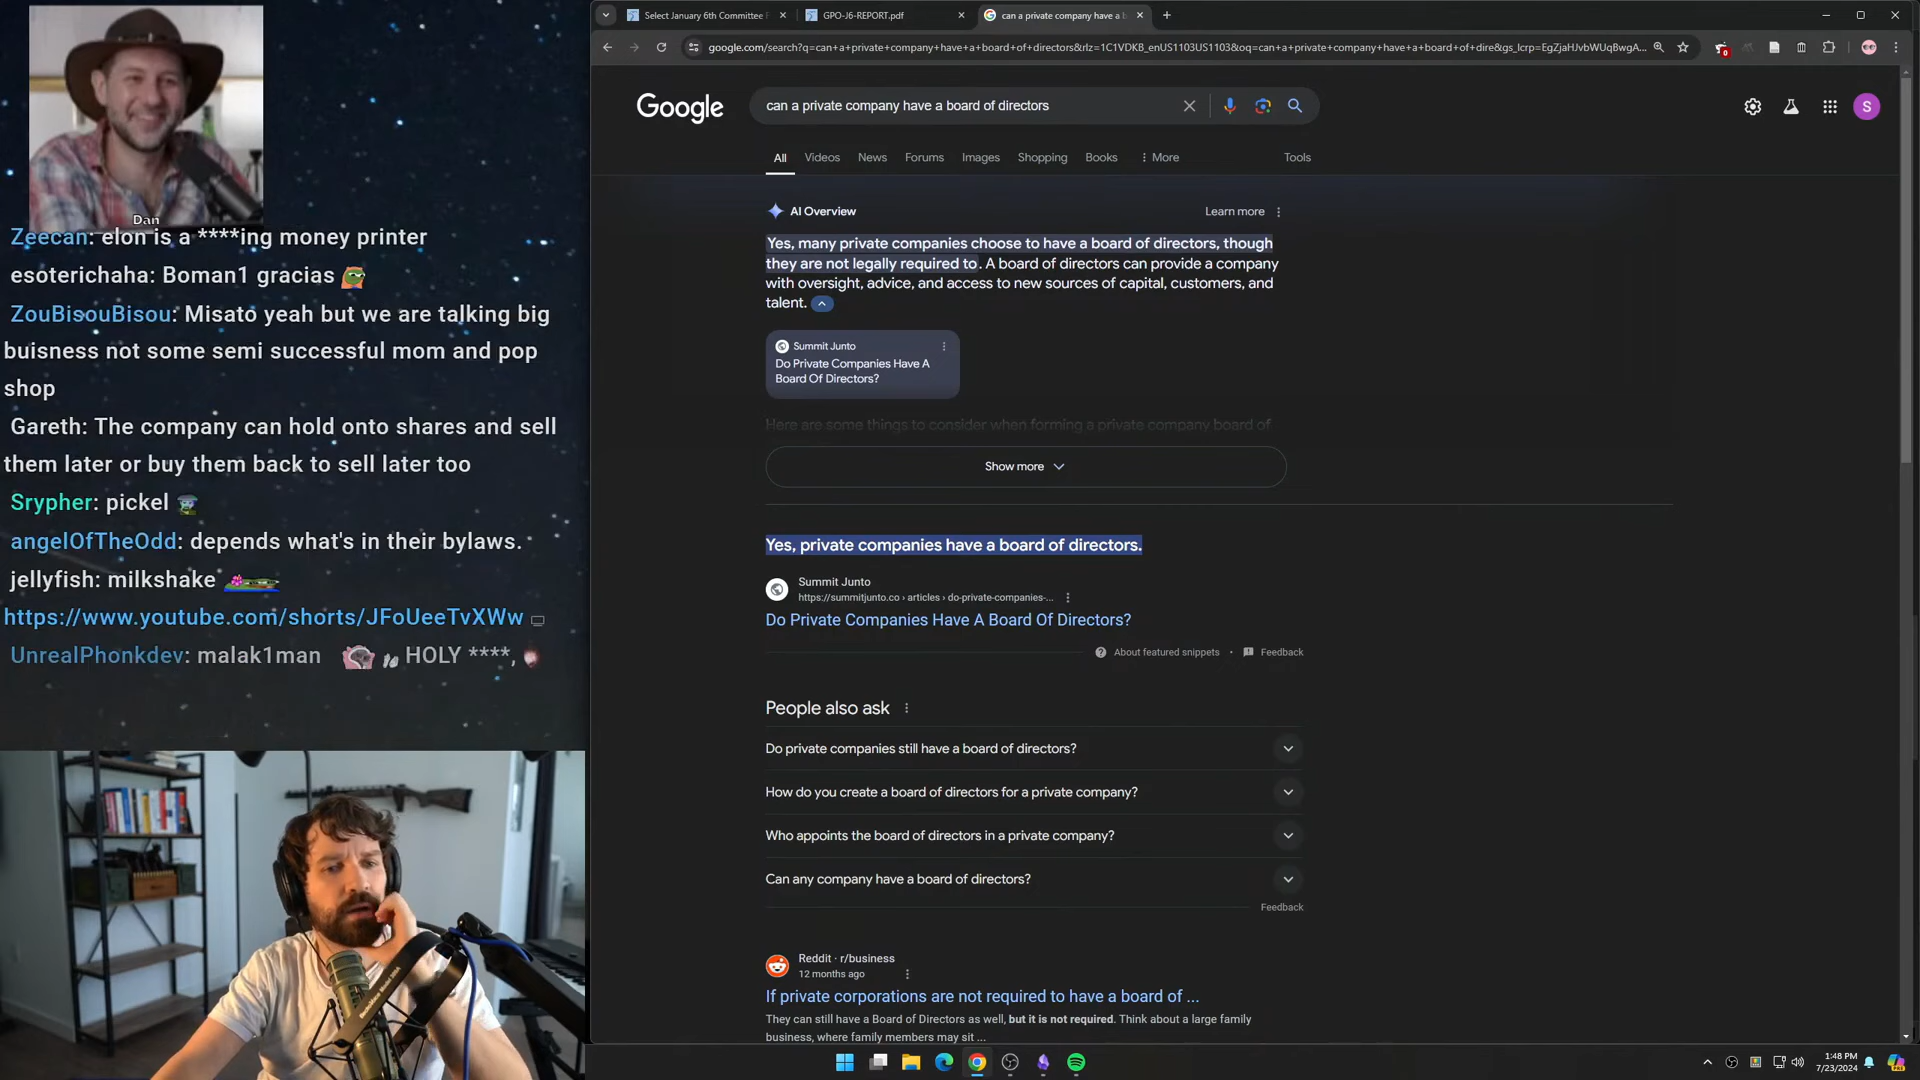 Dan
Zeecan: elon is a ****ing money printer
esoterichaha: Boman1 gracias
ZouBisouBisou: Misato yeah but we are talking big
buisness not some semi successful mom and pop
shop
Gareth: The company can hold onto shares and sell
them later or buy them back to sell later too
Srypher: pickel
angelOfTheOdd: depends what's in their bylaws.
jellyfish: milkshake
https://www.youtube.com/shorts/JFoUeeTvXWw
UnrealPhonkdev: malak1man HOLY ****,
Select January 6th Committee
GPO-J6-REPORT.pdf
can a private company have a b
google.com/search?q=can+a+private+company+have+a+board+of+directors&rlz=1C1VDKB_enUS1103US1103&oq=can+a+private+company+have+a+board+of+dire&gs_lcrp=EgZjaHJvbWUqBwgA...
0
Google
can a private company have a board of directors
S
All
Videos
News
Forums
Images
Shopping
Books
More
Tools
AI Overview
Learn more
Yes, many private companies choose to have a board of directors, though
they are not legally required to. A board of directors can provide a company
with oversight, advice, and access to new sources of capital, customers, and
talent.
Summit Junto
Do Private Companies Have A
Board Of Directors?
Here are some things to consider when forming a private company board of
Show more
Yes, private companies have a board of directors.
Summit Junto
https://summitjunto.co › articles › do-private-companies-...
Do Private Companies Have A Board Of Directors?
About featured snippets • Feedback
People also ask
Do private companies still have a board of directors?
How do you create a board of directors for a private company?
Who appoints the board of directors in a private company?
Can any company have a board of directors?
Feedback
Reddit · r/business
12 months ago
If private corporations are not required to have a board of ...
They can still have a Board of Directors as well, but it is not required. Think about a large family
business, where family members may sit ...
1:48 PM
7/23/2024